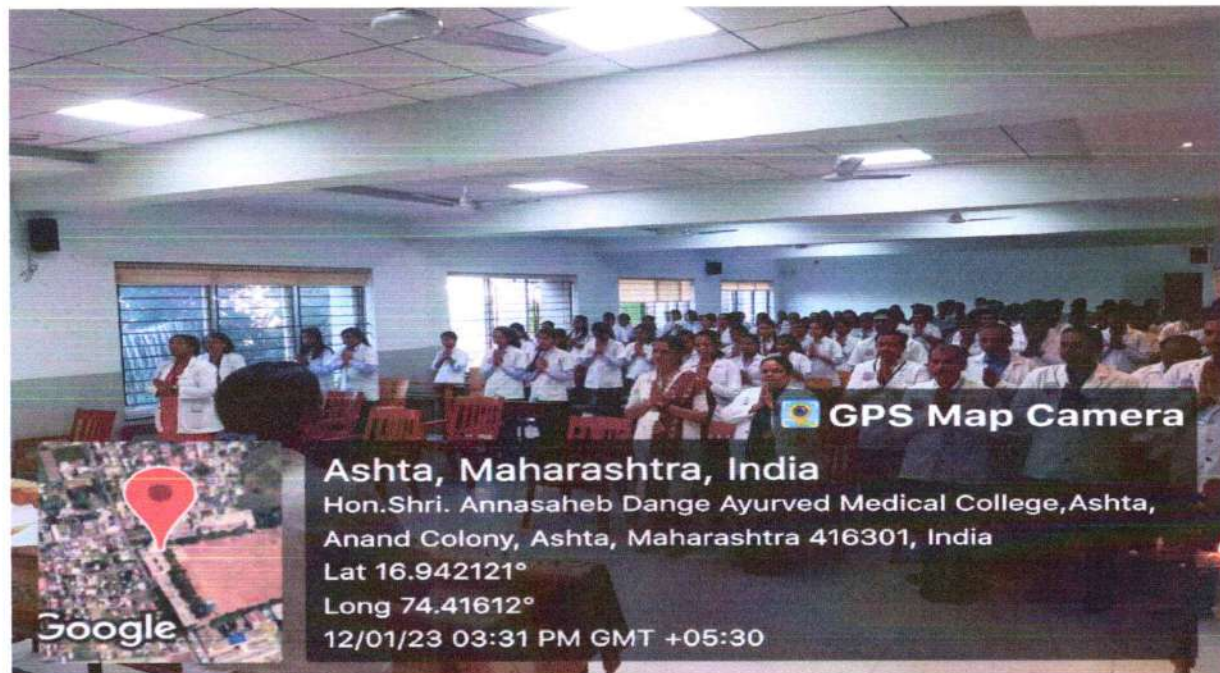 GPS Map Camera
Ashta, Maharashtra, India
Hon.Shri. Annasaheb Dange Ayurved Medical College,Ashta,
Anand Colony, Ashta, Maharashtra 416301, India
Lat 16.942121°
Long 74.41612°
12/01/23 03:31 PM GMT +05:30
Google